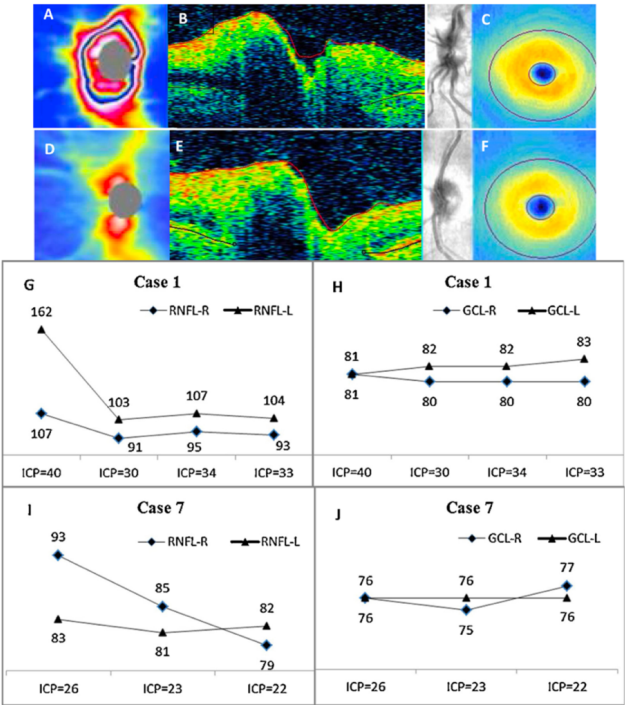 A B C
D E F
G Case 1
RNFL-R RNFL-L
162
103 107 104
107 91 95 93
ICP=40 ICP=30 ICP=34 ICP=33
H Case 1
GCL-R GCL-L
81 82 82 83
81 80 80 80
ICP=40 ICP=30 ICP=34 ICP=33
I Case 7
RNFL-R RNFL-L
93
85 82
83 81 79
ICP=26 ICP=23 ICP=22
J Case 7
GCL-R GCL-L
76 76 77
76 75 76
ICP=26 ICP=23 ICP=22